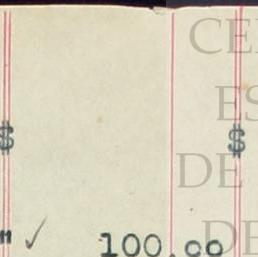 $ $
" ✓ 100.00
CE
ES
DE
DE